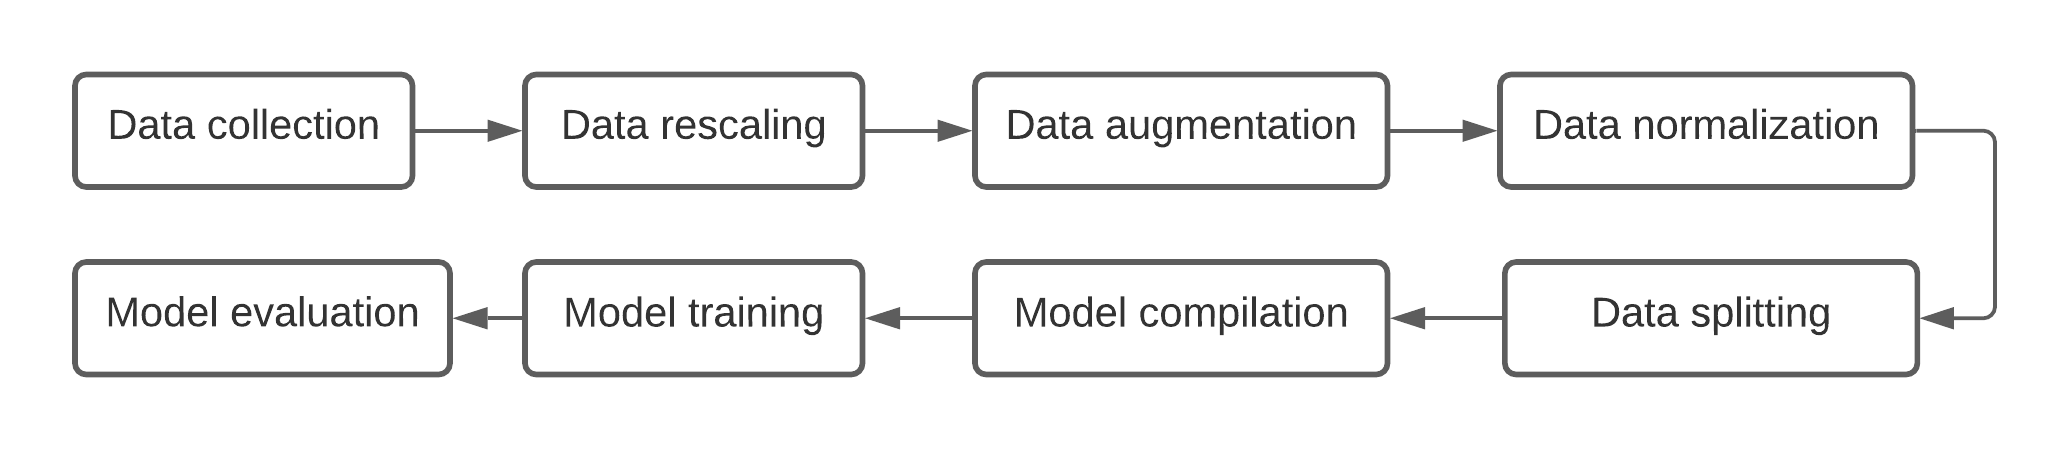 Data collection
Data rescaling
Data augmentation
Data normalization
Data splitting
Model compilation
Model training
Model evaluation